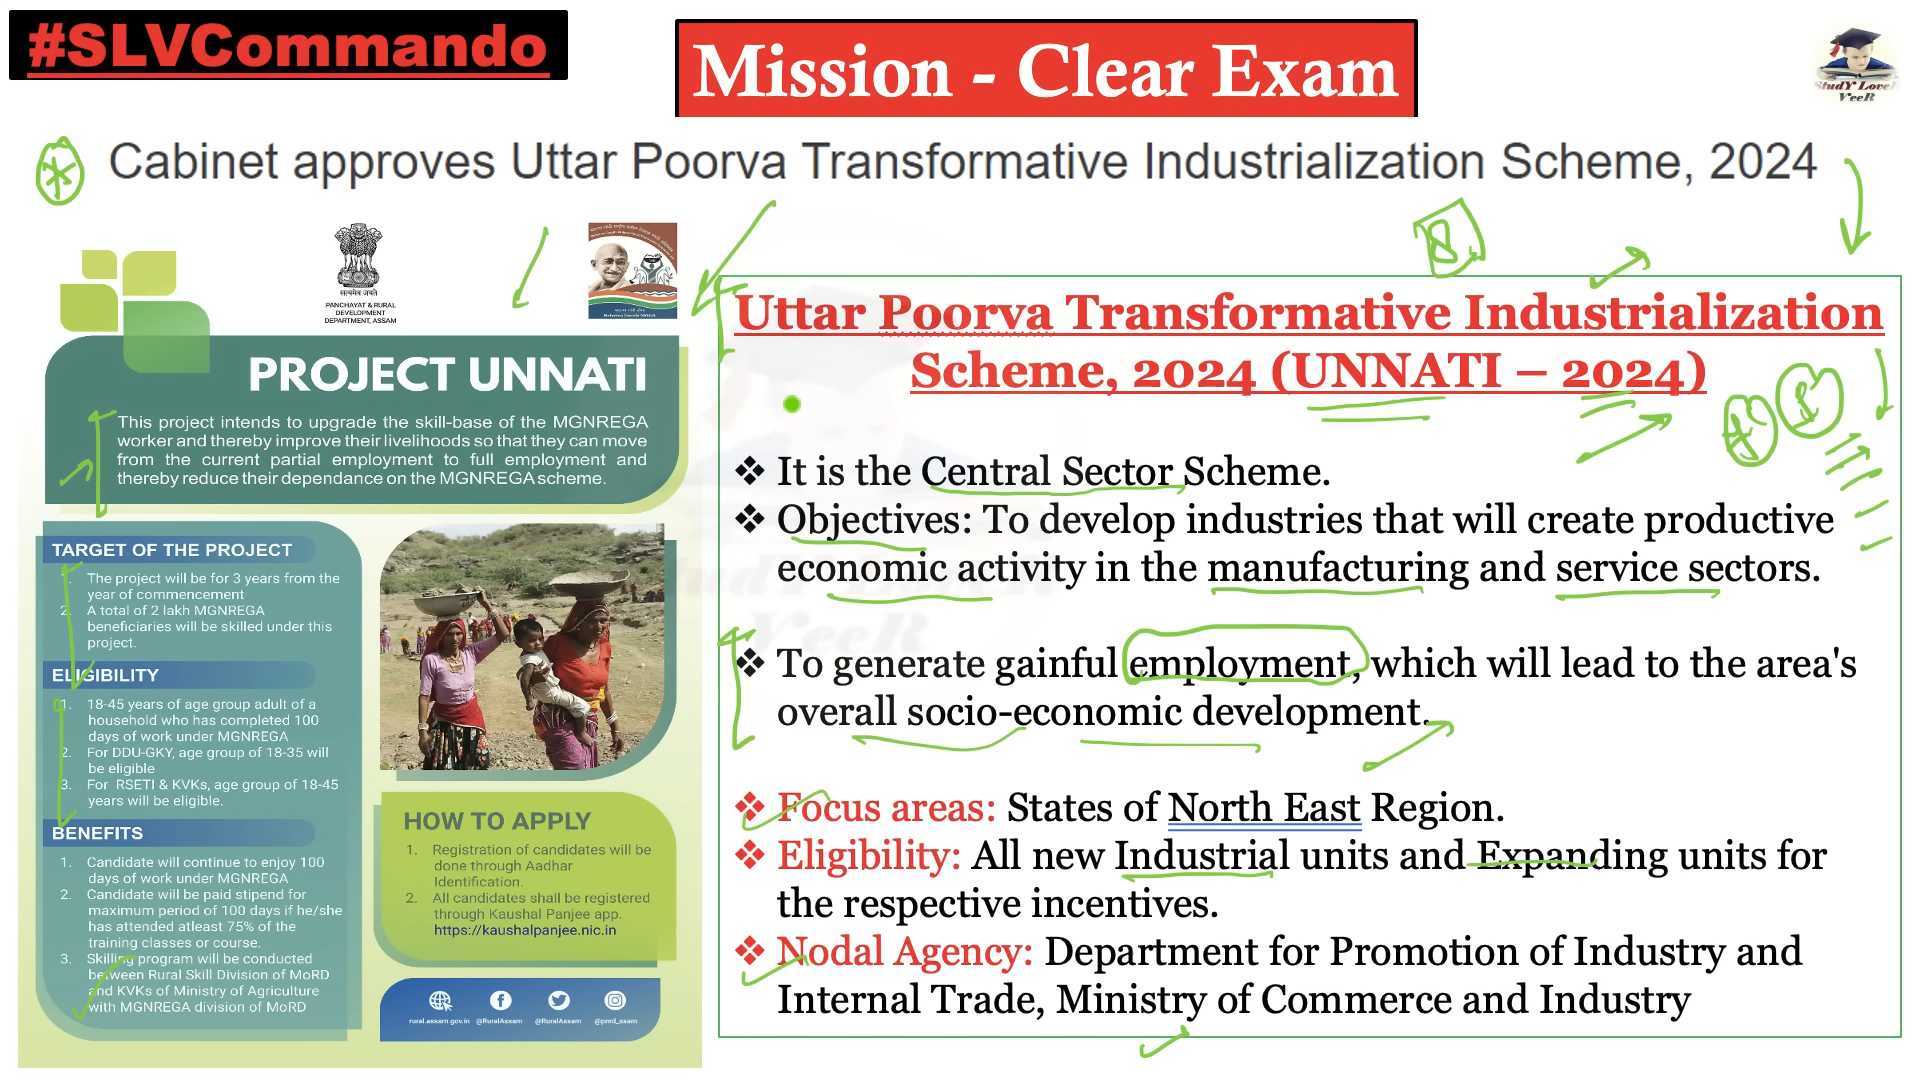 #SLVCommando
Mission - Clear Exam
StudY LoveR
VeeR
Cabinet approves Uttar Poorva Transformative Industrialization Scheme, 2024
सत्यमेव जयते
PANCHAYAT & RURAL
DEVELOPMENT
DEPARTMENT, ASSAM
PROJECT UNNATI
This project intends to upgrade the skill-base of the MGNREGA
worker and thereby improve their livelihoods so that they can move
from the current partial employment to full employment and
thereby reduce their dependance on the MGNREGA scheme.
TARGET OF THE PROJECT
1. The project will be for 3 years from the
year of commencement
2. A total of 2 lakh MGNREGA
beneficiaries will be skilled under this
project.
ELIGIBILITY
1. 18-45 years of age group adult of a
household who has completed 100
days of work under MGNREGA
2. For DDU-GKY, age group of 18-35 will
be eligible
3. For RSETI & KVKs, age group of 18-45
years will be eligible.
BENEFITS
1. Candidate will continue to enjoy 100
days of work under MGNREGA
2. Candidate will be paid stipend for
maximum period of 100 days if he/she
has attended atleast 75% of the
training classes or course.
3. Skilling program will be conducted
between Rural Skill Division of MoRD
and KVKs of Ministry of Agriculture
with MGNREGA division of MoRD
HOW TO APPLY
1. Registration of candidates will be
done through Aadhar
Identification.
2. All candidates shall be registered
through Kaushal Panjee app.
https://kaushalpanjee.nic.in
rural.assam.gov.in @RuralAssam @RuralAssam @pnrd_assam
Uttar Poorva Transformative Industrialization
Scheme, 2024 (UNNATI – 2024)
❖ It is the Central Sector Scheme.
❖ Objectives: To develop industries that will create productive
economic activity in the manufacturing and service sectors.
❖ To generate gainful employment, which will lead to the area's
overall socio-economic development.
❖ Focus areas: States of North East Region.
❖ Eligibility: All new Industrial units and Expanding units for
the respective incentives.
❖ Nodal Agency: Department for Promotion of Industry and
Internal Trade, Ministry of Commerce and Industry